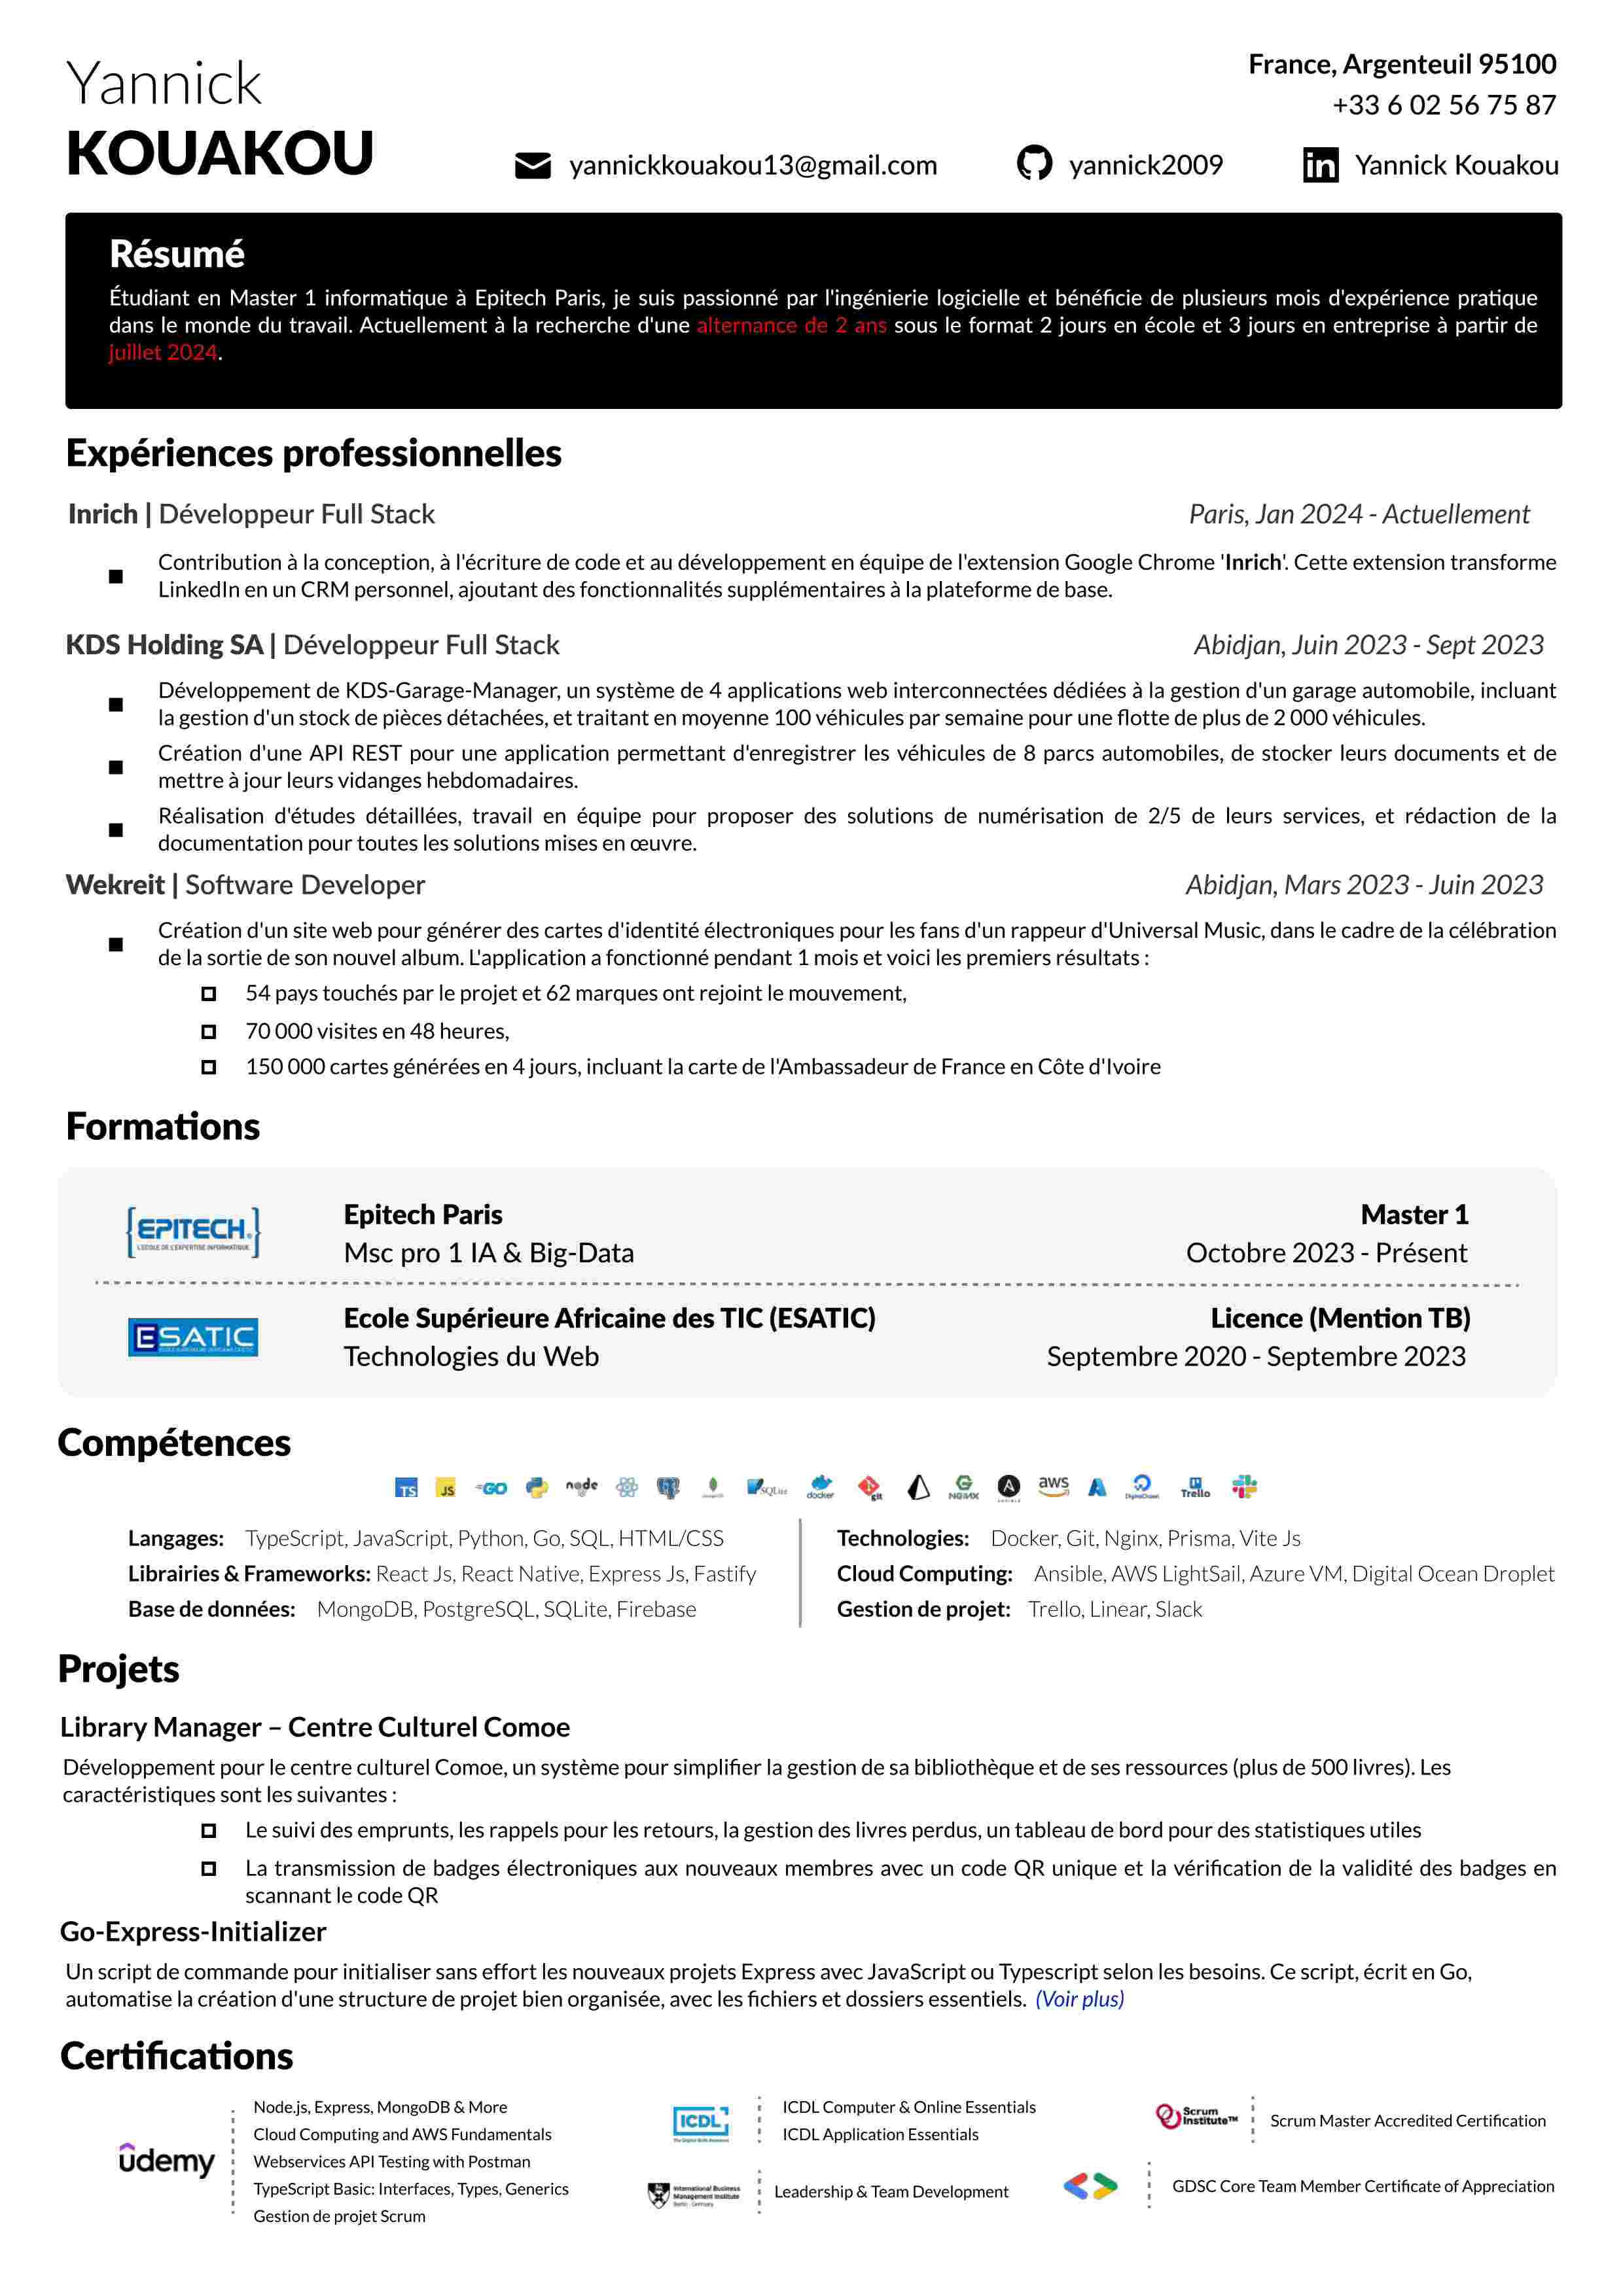 Yannick
KOUAKOU
France, Argenteuil 95100
+33 6 02 56 75 87
yannickkouakou13@gmail.com
yannick2009
in Yannick Kouakou
Résumé
Étudiant en Master 1 informatique à Epitech Paris, je suis passionné par l'ingénierie logicielle et bénéficie de plusieurs mois d'expérience pratique
dans le monde du travail. Actuellement à la recherche d'une alternance de 2 ans sous le format 2 jours en école et 3 jours en entreprise à partir de
juillet 2024.
Expériences professionnelles
Inrich | Développeur Full Stack
Paris, Jan 2024 - Actuellement
Contribution à la conception, à l'écriture de code et au développement en équipe de l'extension Google Chrome 'Inrich'. Cette extension transforme
LinkedIn en un CRM personnel, ajoutant des fonctionnalités supplémentaires à la plateforme de base.
KDS Holding SA | Développeur Full Stack
Abidjan, Juin 2023 - Sept 2023
Développement de KDS-Garage-Manager, un système de 4 applications web interconnectées dédiées à la gestion d'un garage automobile, incluant
la gestion d'un stock de pièces détachées, et traitant en moyenne 100 véhicules par semaine pour une flotte de plus de 2 000 véhicules.
Création d'une API REST pour une application permettant d'enregistrer les véhicules de 8 parcs automobiles, de stocker leurs documents et de
mettre à jour leurs vidanges hebdomadaires.
Réalisation d'études détaillées, travail en équipe pour proposer des solutions de numérisation de 2/5 de leurs services, et rédaction de la
documentation pour toutes les solutions mises en œuvre.
Wekreit | Software Developer
Abidjan, Mars 2023 - Juin 2023
Création d'un site web pour générer des cartes d'identité électroniques pour les fans d'un rappeur d'Universal Music, dans le cadre de la célébration
de la sortie de son nouvel album. L'application a fonctionné pendant 1 mois et voici les premiers résultats :
54 pays touchés par le projet et 62 marques ont rejoint le mouvement,
70 000 visites en 48 heures,
150 000 cartes générées en 4 jours, incluant la carte de l'Ambassadeur de France en Côte d'Ivoire
Formations
EPITECH.
L'ECOLE DE L'EXPERTISE INFORMATIQUE
Epitech Paris
Master 1
Msc pro 1 IA & Big-Data
Octobre 2023 - Présent
ESATIC
Ecole Supérieure Africaine des TIC (ESATIC)
Licence (Mention TB)
Technologies du Web
Septembre 2020 - Septembre 2023
Compétences
TS JS GO node SQLite docker git NGINX A ANSIBLE aws DigitalOcean Trello
Langages: TypeScript, JavaScript, Python, Go, SQL, HTML/CSS
Librairies & Frameworks: React Js, React Native, Express Js, Fastify
Base de données: MongoDB, PostgreSQL, SQLite, Firebase
Technologies: Docker, Git, Nginx, Prisma, Vite Js
Cloud Computing: Ansible, AWS LightSail, Azure VM, Digital Ocean Droplet
Gestion de projet: Trello, Linear, Slack
Projets
Library Manager – Centre Culturel Comoe
Développement pour le centre culturel Comoe, un système pour simplifier la gestion de sa bibliothèque et de ses ressources (plus de 500 livres). Les
caractéristiques sont les suivantes :
Le suivi des emprunts, les rappels pour les retours, la gestion des livres perdus, un tableau de bord pour des statistiques utiles
La transmission de badges électroniques aux nouveaux membres avec un code QR unique et la vérification de la validité des badges en
scannant le code QR
Go-Express-Initializer
Un script de commande pour initialiser sans effort les nouveaux projets Express avec JavaScript ou Typescript selon les besoins. Ce script, écrit en Go,
automatise la création d'une structure de projet bien organisée, avec les fichiers et dossiers essentiels. (Voir plus)
Certifications
udemy
Node.js, Express, MongoDB & More
Cloud Computing and AWS Fundamentals
Webservices API Testing with Postman
TypeScript Basic: Interfaces, Types, Generics
Gestion de projet Scrum
ICDL
The Digital Skills Standard
ICDL Computer & Online Essentials
ICDL Application Essentials
International Business
Management Institute
Berlin - Germany
Leadership & Team Development
Scrum
Institute™
Scrum Master Accredited Certification
GDSC Core Team Member Certificate of Appreciation